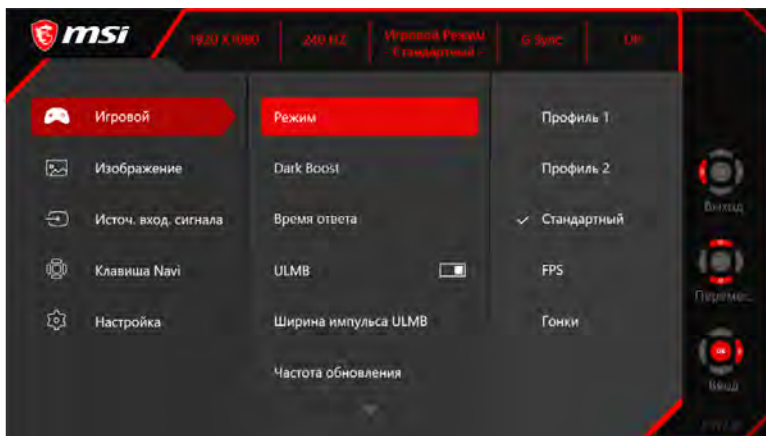 msi
1920 X1080
240 HZ
Игровой Режим
Стандартный
G Sync
Игровой
Изображение
Источ. вход. сигнала
Клавиша Navi
Настройка
Режим
Dark Boost
Время ответа
ULMB
Ширина импульса ULMB
Частота обновления
Профиль 1
Профиль 2
Стандартный
FPS
Гонки
Выход
Перемес...
OK
Ввод